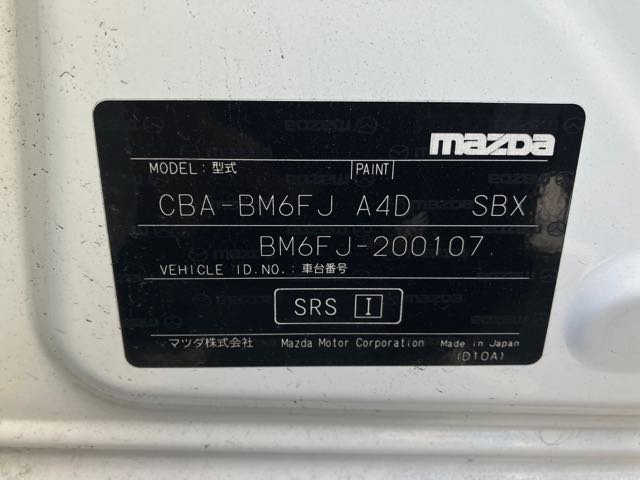 mazda
MODEL:型式 PAINT
CBA-BM6FJ A4D SBX
BM6FJ-200107
VEHICLE ID.NO.:車台番号
SRS I
マツダ株式会社 Mazda Motor Corporation Made in Japan
(D10A)